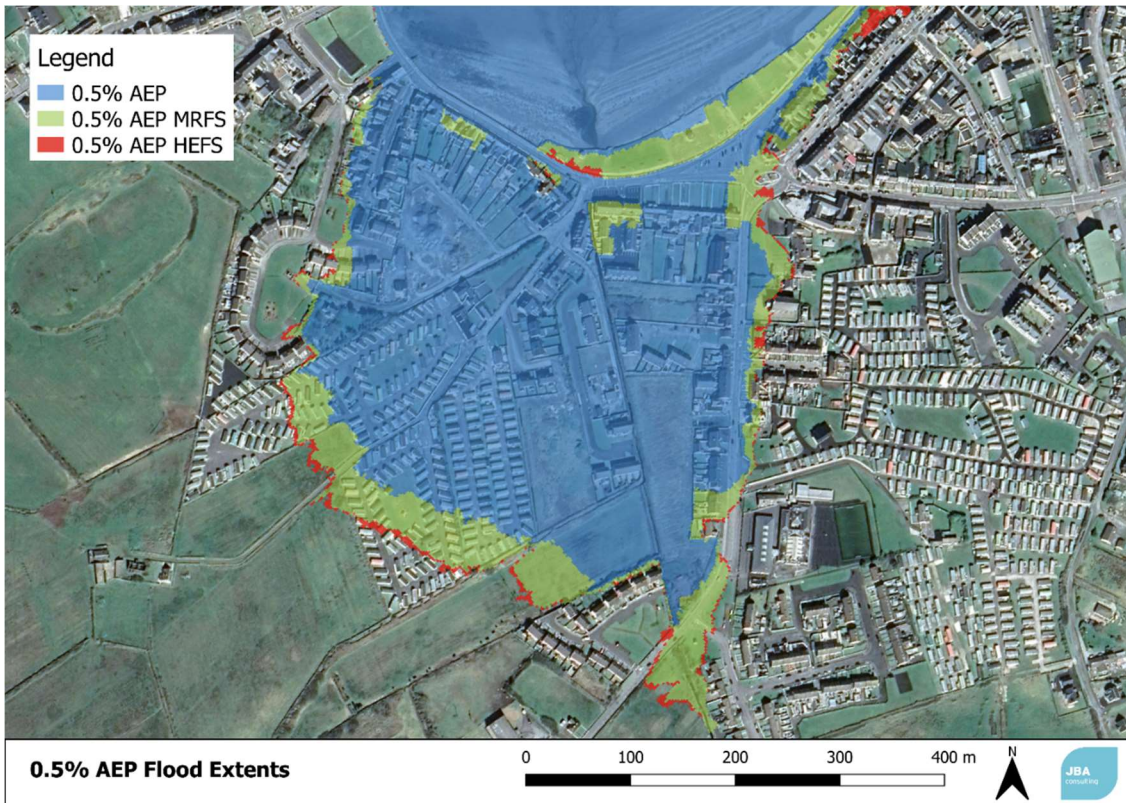 Legend
0.5% AEP
0.5% AEP MRFS
0.5% AEP HEFS
0.5% AEP Flood Extents
0 100 200 300 400 m
N
JBA
consulting